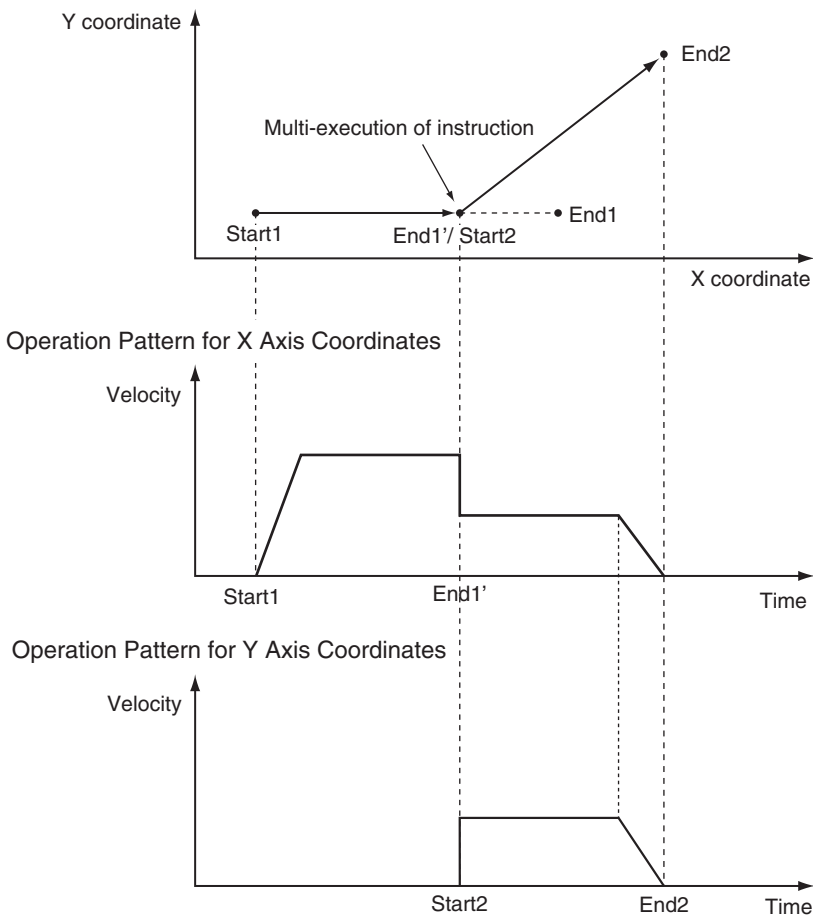 Y coordinate
End2
Multi-execution of instruction
End1
Start1
End1'/ Start2
X coordinate
Operation Pattern for X Axis Coordinates
Velocity
Start1
End1'
Time
Operation Pattern for Y Axis Coordinates
Velocity
Start2
End2
Time